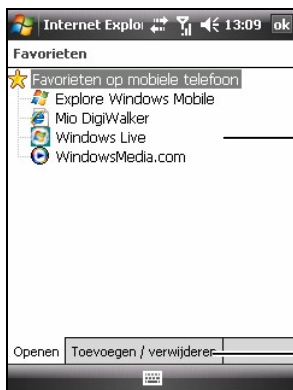 Internet Explo 13:09 ok
Favorieten
Favorieten op mobiele telefoon
Explore Windows Mobile
Mio DigiWalker
Windows Live
WindowsMedia.com
Openen Toevoegen / verwijderen